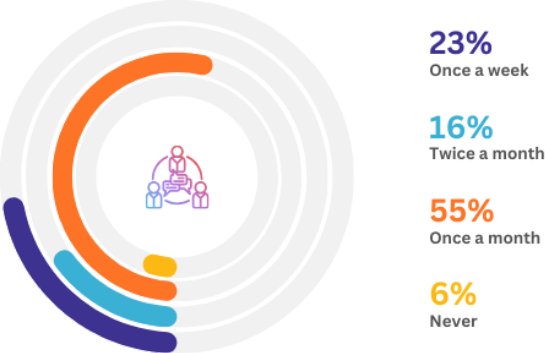 23%
Once a week
16%
Twice a month
55%
Once a month
6%
Never